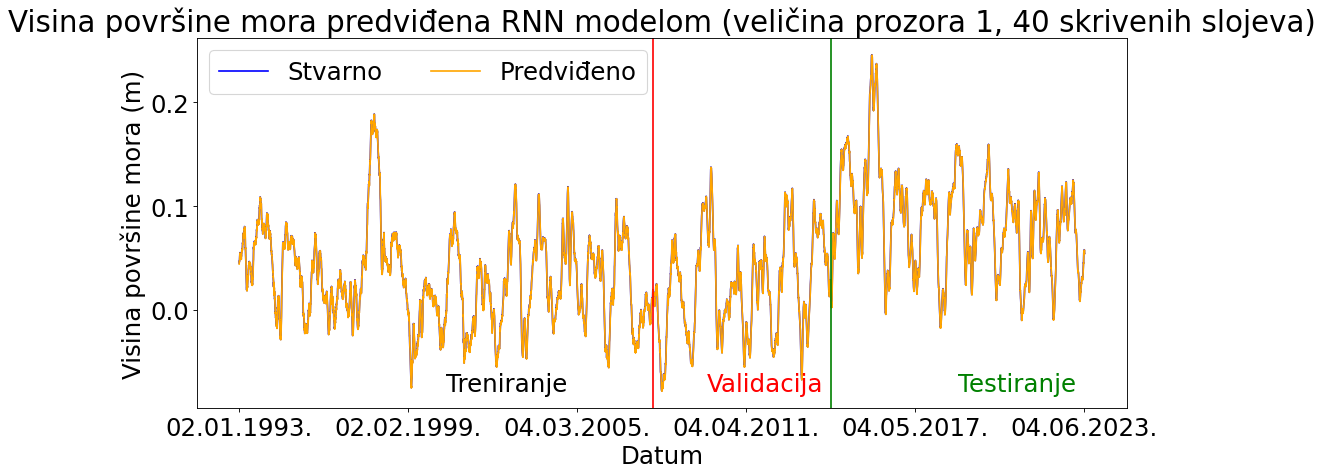 Visina površine mora predviđena RNN modelom (veličina prozora 1, 40 skrivenih slojeva)
Stvarno Predviđeno
Visina površine mora (m)
0.2
0.1
0.0
Treniranje Validacija Testiranje
02.01.1993. 02.02.1999. 04.03.2005. 04.04.2011. 04.05.2017. 04.06.2023.
Datum